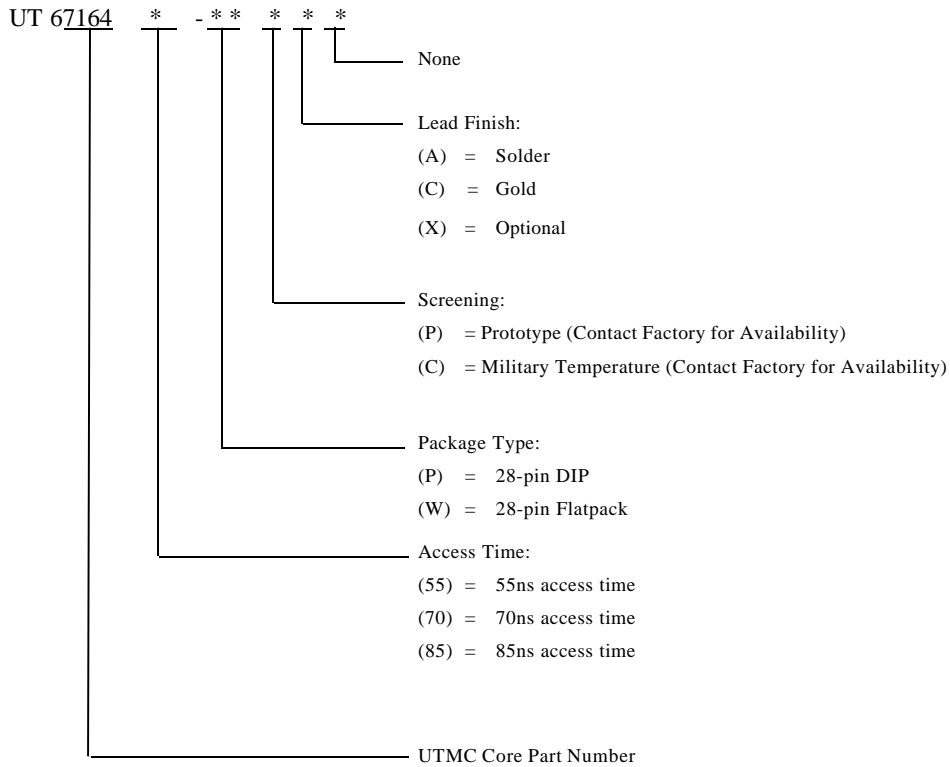 UT 67164 * - * * * * *
None
Lead Finish:
(A) = Solder
(C) = Gold
(X) = Optional
Screening:
(P) = Prototype (Contact Factory for Availability)
(C) = Military Temperature (Contact Factory for Availability)
Package Type:
(P) = 28-pin DIP
(W) = 28-pin Flatpack
Access Time:
(55) = 55ns access time
(70) = 70ns access time
(85) = 85ns access time
UTMC Core Part Number